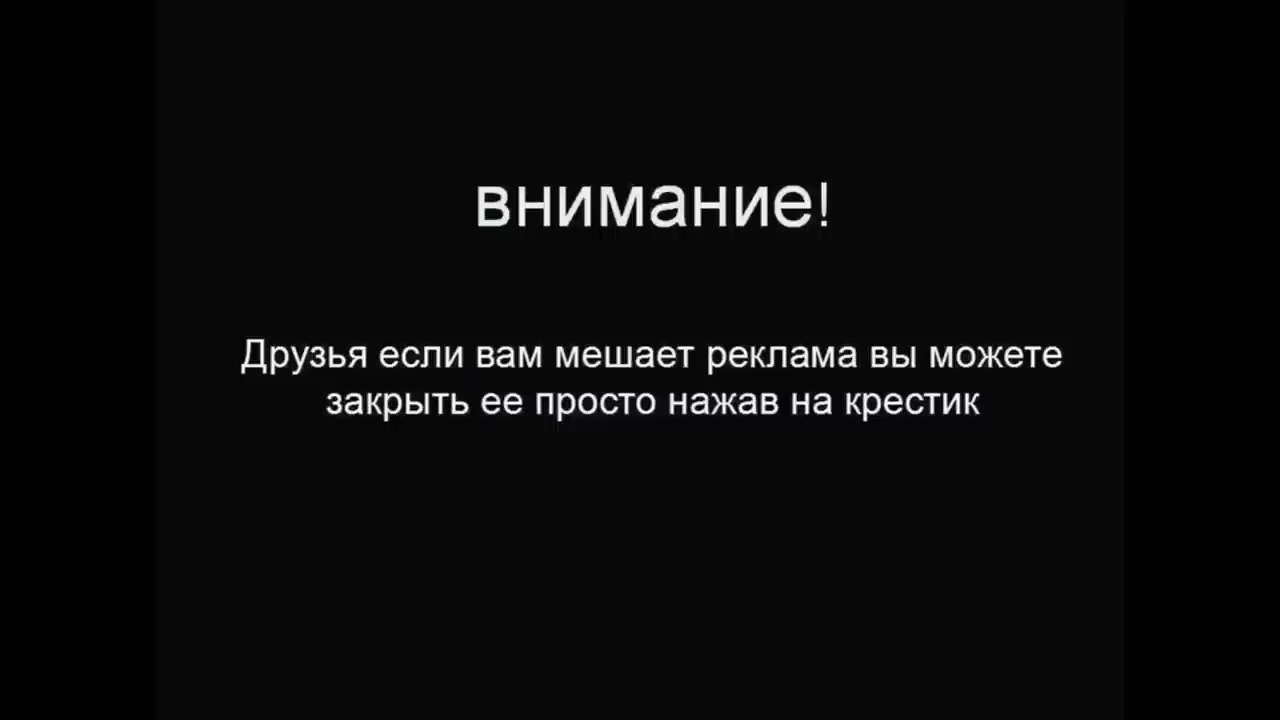 внимание!
Друзья если вам мешает реклама вы можете
закрыть ее просто нажав на крестик